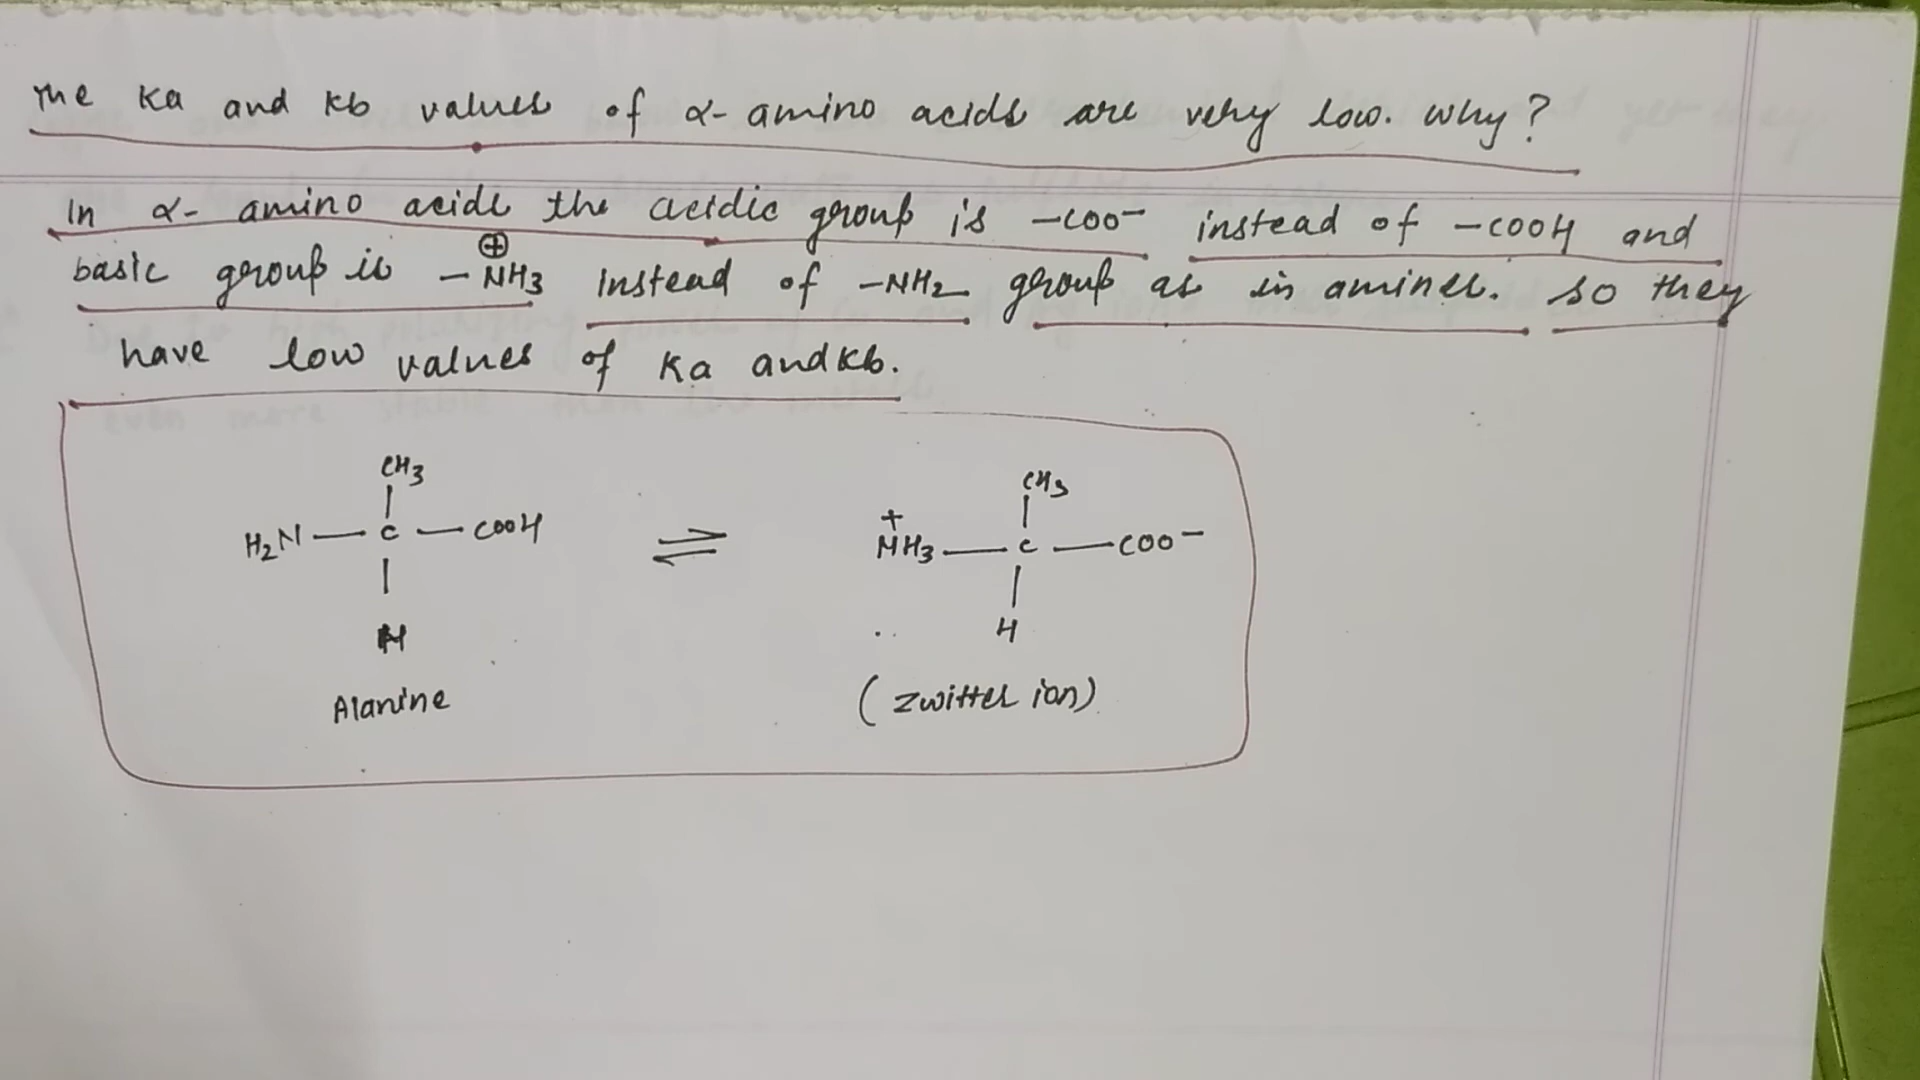 The Ka and Kb values of α- amino acids are very low. Why?
In α- amino acids the acidic group is -COO⁻ instead of -COOH and
basic group is -N⊕H3 instead of -NH2 group as in amines. So they
have low values of Ka and Kb.
CH3 CH3
H2N — C — COOH ⇌ +NH3 — C — COO⁻
H H
Alanine (Zwitter ion)